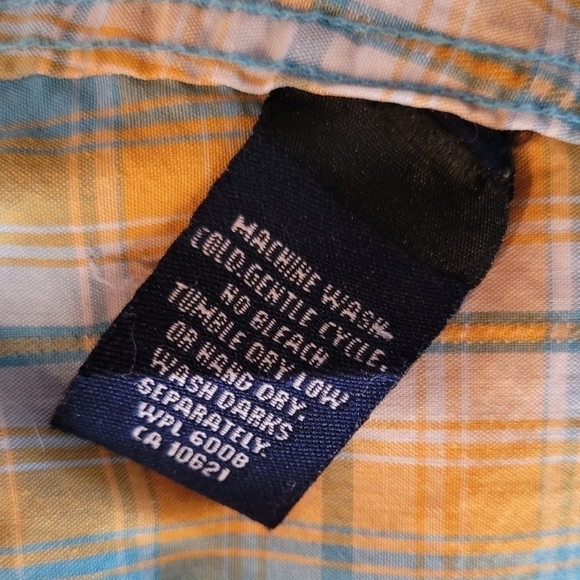 MACHINE WASH
COLD.GENTLE CYCLE.
NO BLEACH
TUMBLE DRY LOW
OR HANG DRY.
WASH DARKS
SEPARATELY.
WPL 6008
CA 10621